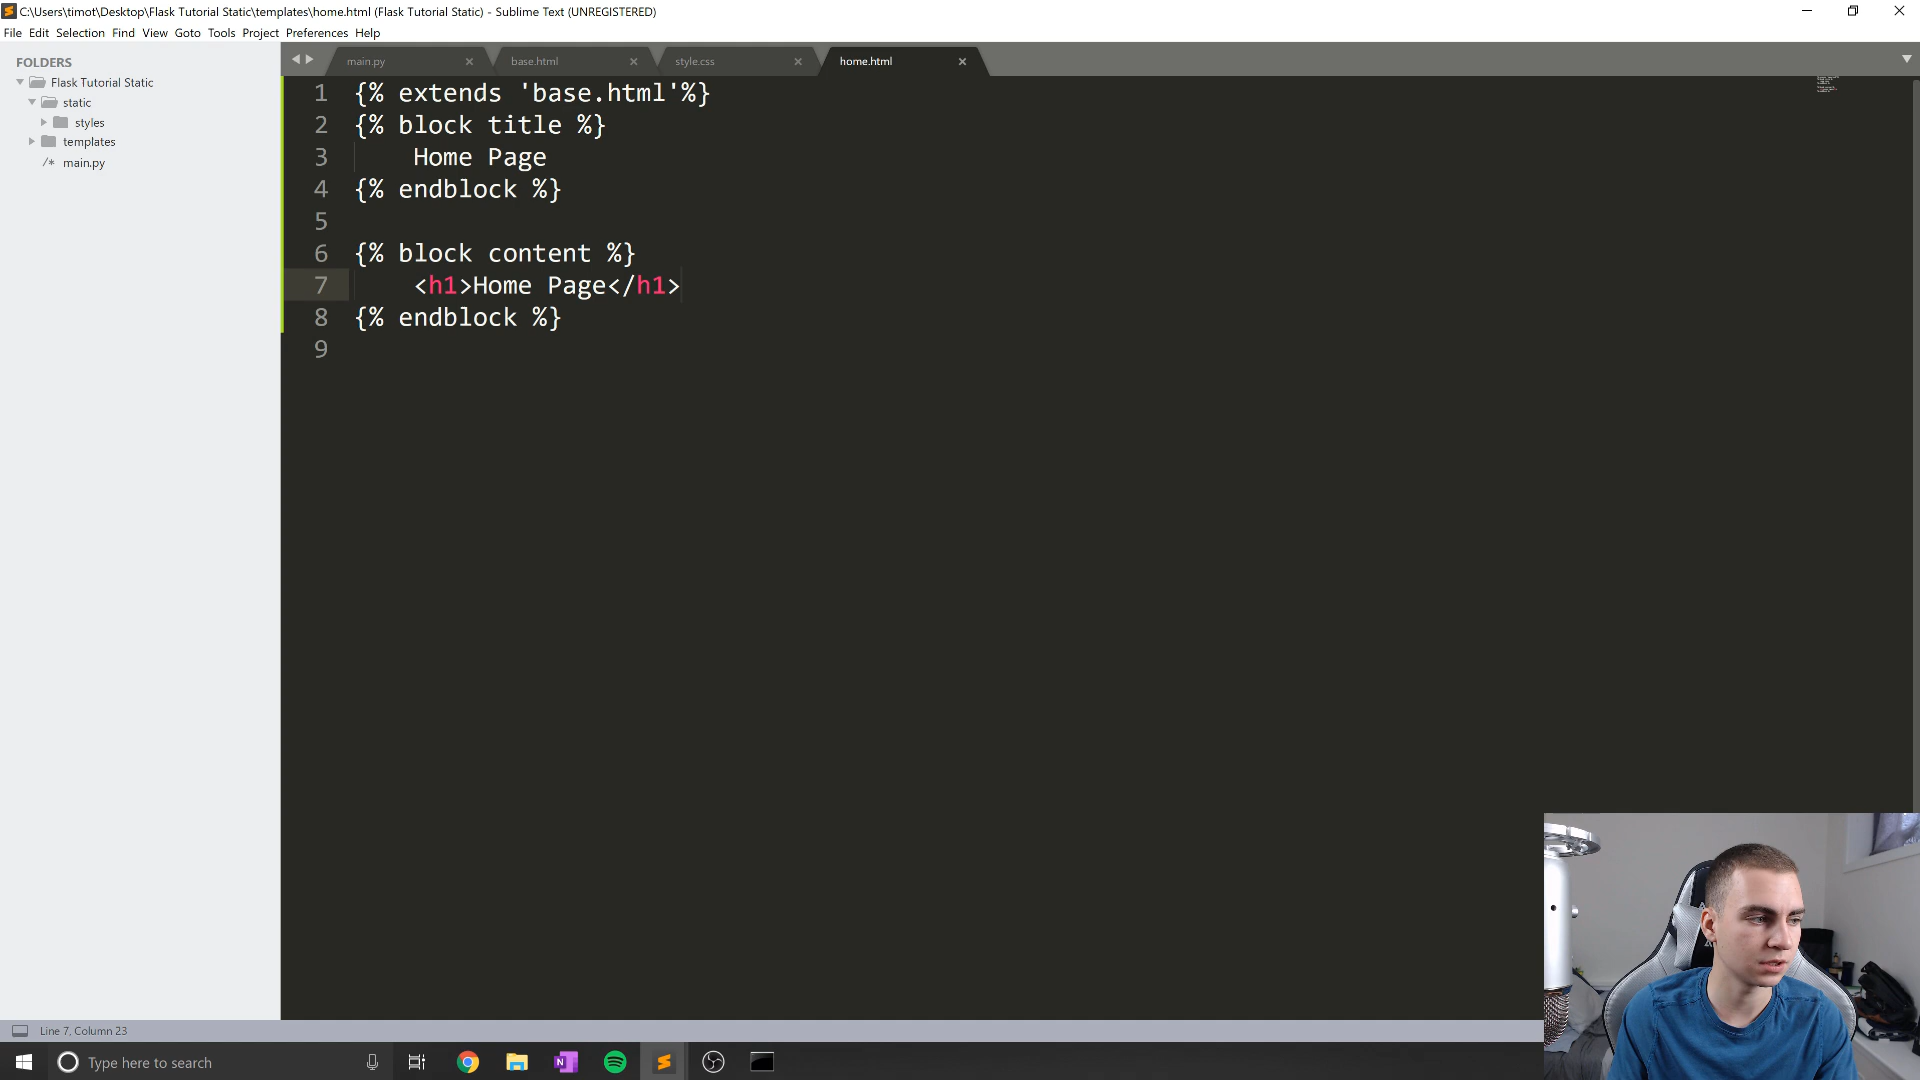 C:\Users\timot\Desktop\Flask Tutorial Static\templates\home.html (Flask Tutorial Static) - Sublime Text (UNREGISTERED)
File Edit Selection Find View Goto Tools Project Preferences Help
FOLDERS
Flask Tutorial Static
static
styles
templates
/* main.py
main.py base.html style.css home.html
1 {% extends 'base.html'%}
2 {% block title %}
3 Home Page
4 {% endblock %}
5
6 {% block content %}
7 <h1>Home Page</h1>
8 {% endblock %}
9
Line 7, Column 23
Type here to search